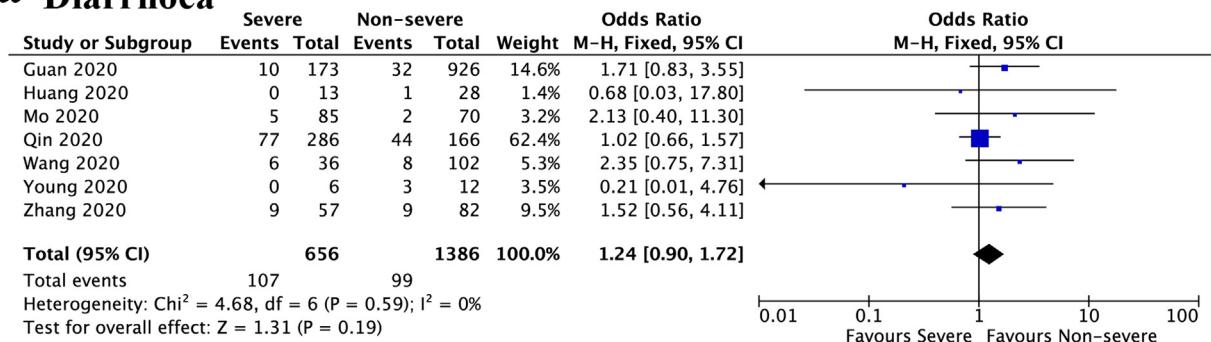 Diarrhoea
Severe Non-severe Odds Ratio Odds Ratio
Study or Subgroup Events Total Events Total Weight M-H, Fixed, 95% CI M-H, Fixed, 95% CI
Guan 2020 10 173 32 926 14.6% 1.71 [0.83, 3.55]
Huang 2020 0 13 1 28 1.4% 0.68 [0.03, 17.80]
Mo 2020 5 85 2 70 3.2% 2.13 [0.40, 11.30]
Qin 2020 77 286 44 166 62.4% 1.02 [0.66, 1.57]
Wang 2020 6 36 8 102 5.3% 2.35 [0.75, 7.31]
Young 2020 0 6 3 12 3.5% 0.21 [0.01, 4.76]
Zhang 2020 9 57 9 82 9.5% 1.52 [0.56, 4.11]
Total (95% CI) 656 1386 100.0% 1.24 [0.90, 1.72]
Total events 107 99
Heterogeneity: Chi² = 4.68, df = 6 (P = 0.59); I² = 0%
Test for overall effect: Z = 1.31 (P = 0.19)
0.01 0.1 1 10 100
Favours Severe Favours Non-severe